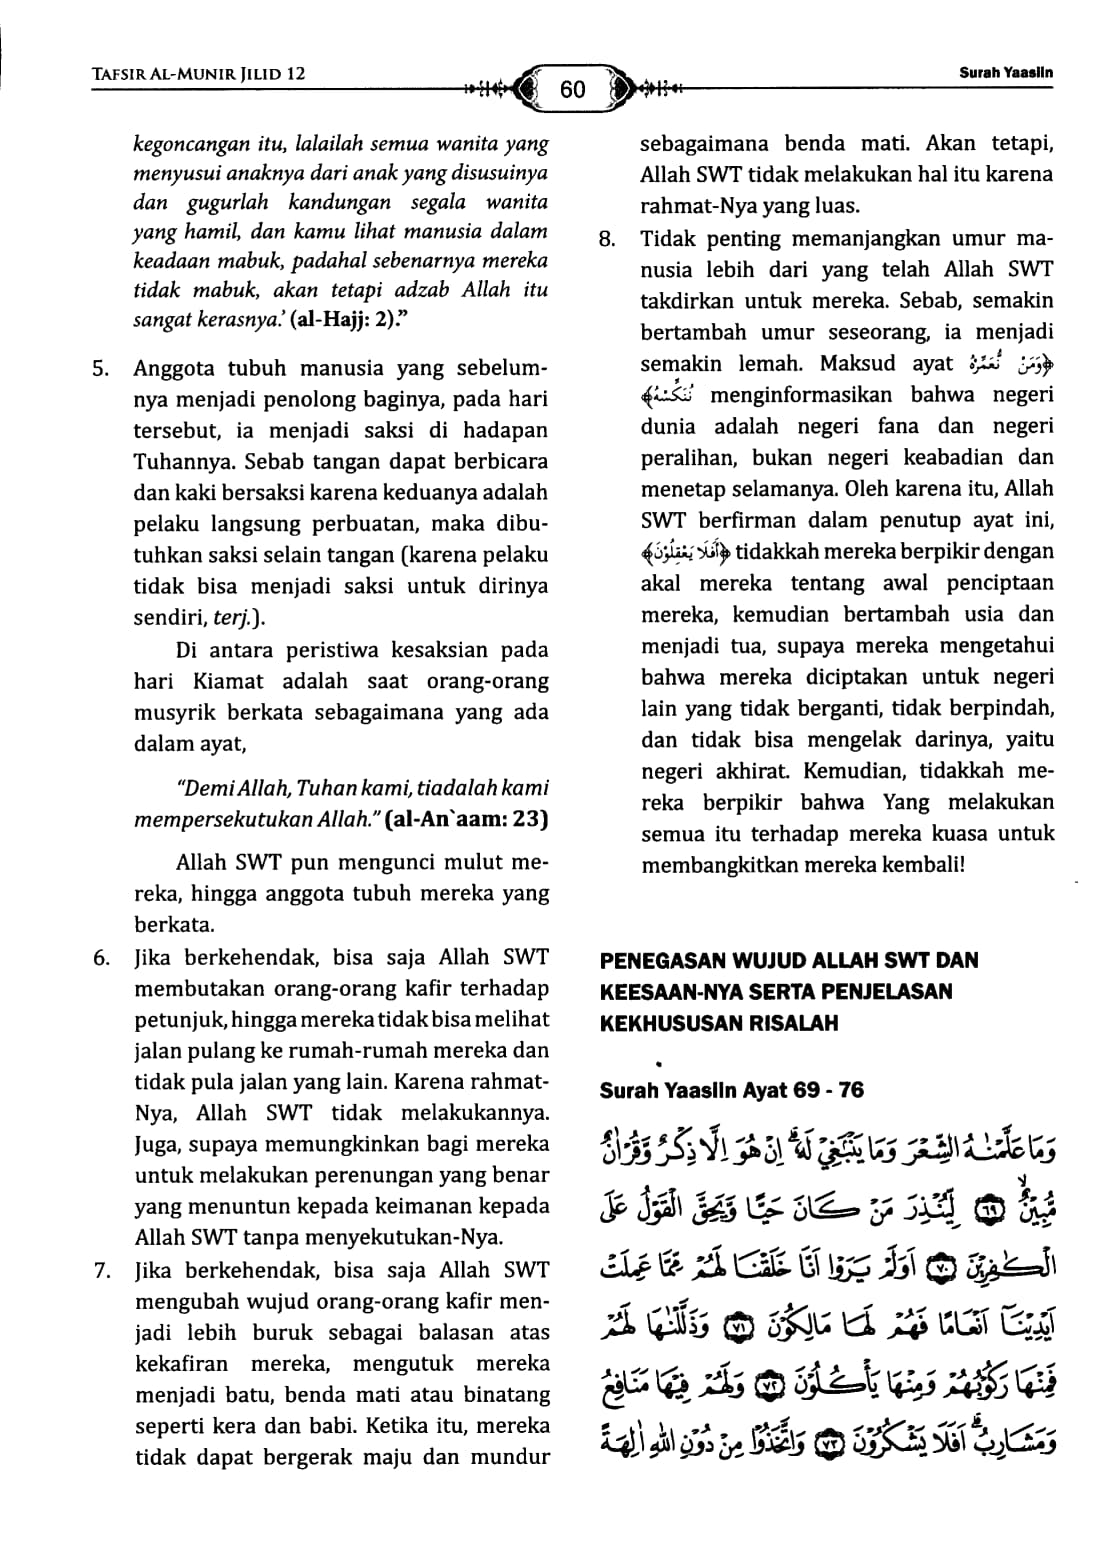 TAFSIR AL-MUNIR JILID 12
60
Surah Yaasiin
kegoncangan itu, lalailah semua wanita yang
menyusui anaknya dari anak yang disusuinya
dan gugurlah kandungan segala wanita
yang hamil, dan kamu lihat manusia dalam
keadaan mabuk, padahal sebenarnya mereka
tidak mabuk, akan tetapi adzab Allah itu
sangat kerasnya.’ (al-Hajj: 2).”
5. Anggota tubuh manusia yang sebelum-
nya menjadi penolong baginya, pada hari
tersebut, ia menjadi saksi di hadapan
Tuhannya. Sebab tangan dapat berbicara
dan kaki bersaksi karena keduanya adalah
pelaku langsung perbuatan, maka dibu-
tuhkan saksi selain tangan (karena pelaku
tidak bisa menjadi saksi untuk dirinya
sendiri, terj.).
Di antara peristiwa kesaksian pada
hari Kiamat adalah saat orang-orang
musyrik berkata sebagaimana yang ada
dalam ayat,
“Demi Allah, Tuhan kami, tiadalah kami
mempersekutukan Allah.” (al-An`aam: 23)
Allah SWT pun mengunci mulut me-
reka, hingga anggota tubuh mereka yang
berkata.
6. Jika berkehendak, bisa saja Allah SWT
membutakan orang-orang kafir terhadap
petunjuk, hingga mereka tidak bisa melihat
jalan pulang ke rumah-rumah mereka dan
tidak pula jalan yang lain. Karena rahmat-
Nya, Allah SWT tidak melakukannya.
Juga, supaya memungkinkan bagi mereka
untuk melakukan perenungan yang benar
yang menuntun kepada keimanan kepada
Allah SWT tanpa menyekutukan-Nya.
7. Jika berkehendak, bisa saja Allah SWT
mengubah wujud orang-orang kafir men-
jadi lebih buruk sebagai balasan atas
kekafiran mereka, mengutuk mereka
menjadi batu, benda mati atau binatang
seperti kera dan babi. Ketika itu, mereka
tidak dapat bergerak maju dan mundur
sebagaimana benda mati. Akan tetapi,
Allah SWT tidak melakukan hal itu karena
rahmat-Nya yang luas.
8. Tidak penting memanjangkan umur ma-
nusia lebih dari yang telah Allah SWT
takdirkan untuk mereka. Sebab, semakin
bertambah umur seseorang, ia menjadi
semakin lemah. Maksud ayat ﴿وَمَنْ نُّعَمِّرْهُ
نُنَكِّسْهُ﴾ menginformasikan bahwa negeri
dunia adalah negeri fana dan negeri
peralihan, bukan negeri keabadian dan
menetap selamanya. Oleh karena itu, Allah
SWT berfirman dalam penutup ayat ini,
﴿أَفَلَا يَعْقِلُوْنَ﴾ tidakkah mereka berpikir dengan
akal mereka tentang awal penciptaan
mereka, kemudian bertambah usia dan
menjadi tua, supaya mereka mengetahui
bahwa mereka diciptakan untuk negeri
lain yang tidak berganti, tidak berpindah,
dan tidak bisa mengelak darinya, yaitu
negeri akhirat. Kemudian, tidakkah me-
reka berpikir bahwa Yang melakukan
semua itu terhadap mereka kuasa untuk
membangkitkan mereka kembali!
PENEGASAN WUJUD ALLAH SWT DAN
KEESAAN-NYA SERTA PENJELASAN
KEKHUSUSAN RISALAH
Surah Yaasiin Ayat 69 - 76
وَمَا عَلَّمْنٰهُ الشِّعْرَ وَمَا يَنْۢبَغِيْ لَهٗۗ اِنْ هُوَ اِلَّا ذِكْرٌ وَّقُرْاٰنٌ
مُّبِيْنٌۙ ﴿٦٩﴾ لِّيُنْذِرَ مَنْ كَانَ حَيًّا وَّيَحِقَّ الْقَوْلُ عَلَى
الْكٰفِرِيْنَ ﴿٧٠﴾ اَوَلَمْ يَرَوْا اَنَّا خَلَقْنَا لَهُمْ مِّمَّا عَمِلَتْ
اَيْدِيْنَآ اَنْعَامًا فَهُمْ لَهَا مَالِكُوْنَ ﴿٧١﴾ وَذَلَّلْنٰهَا لَهُمْ
فَمِنْهَا رَكُوْبُهُمْ وَمِنْهَا يَأْكُلُوْنَ ﴿٧٢﴾ وَلَهُمْ فِيْهَا مَنَافِعُ
وَمَشَارِبُۗ اَفَلَا يَشْكُرُوْنَ ﴿٧٣﴾ وَاتَّخَذُوْا مِنْ دُوْنِ اللّٰهِ اٰلِهَةً